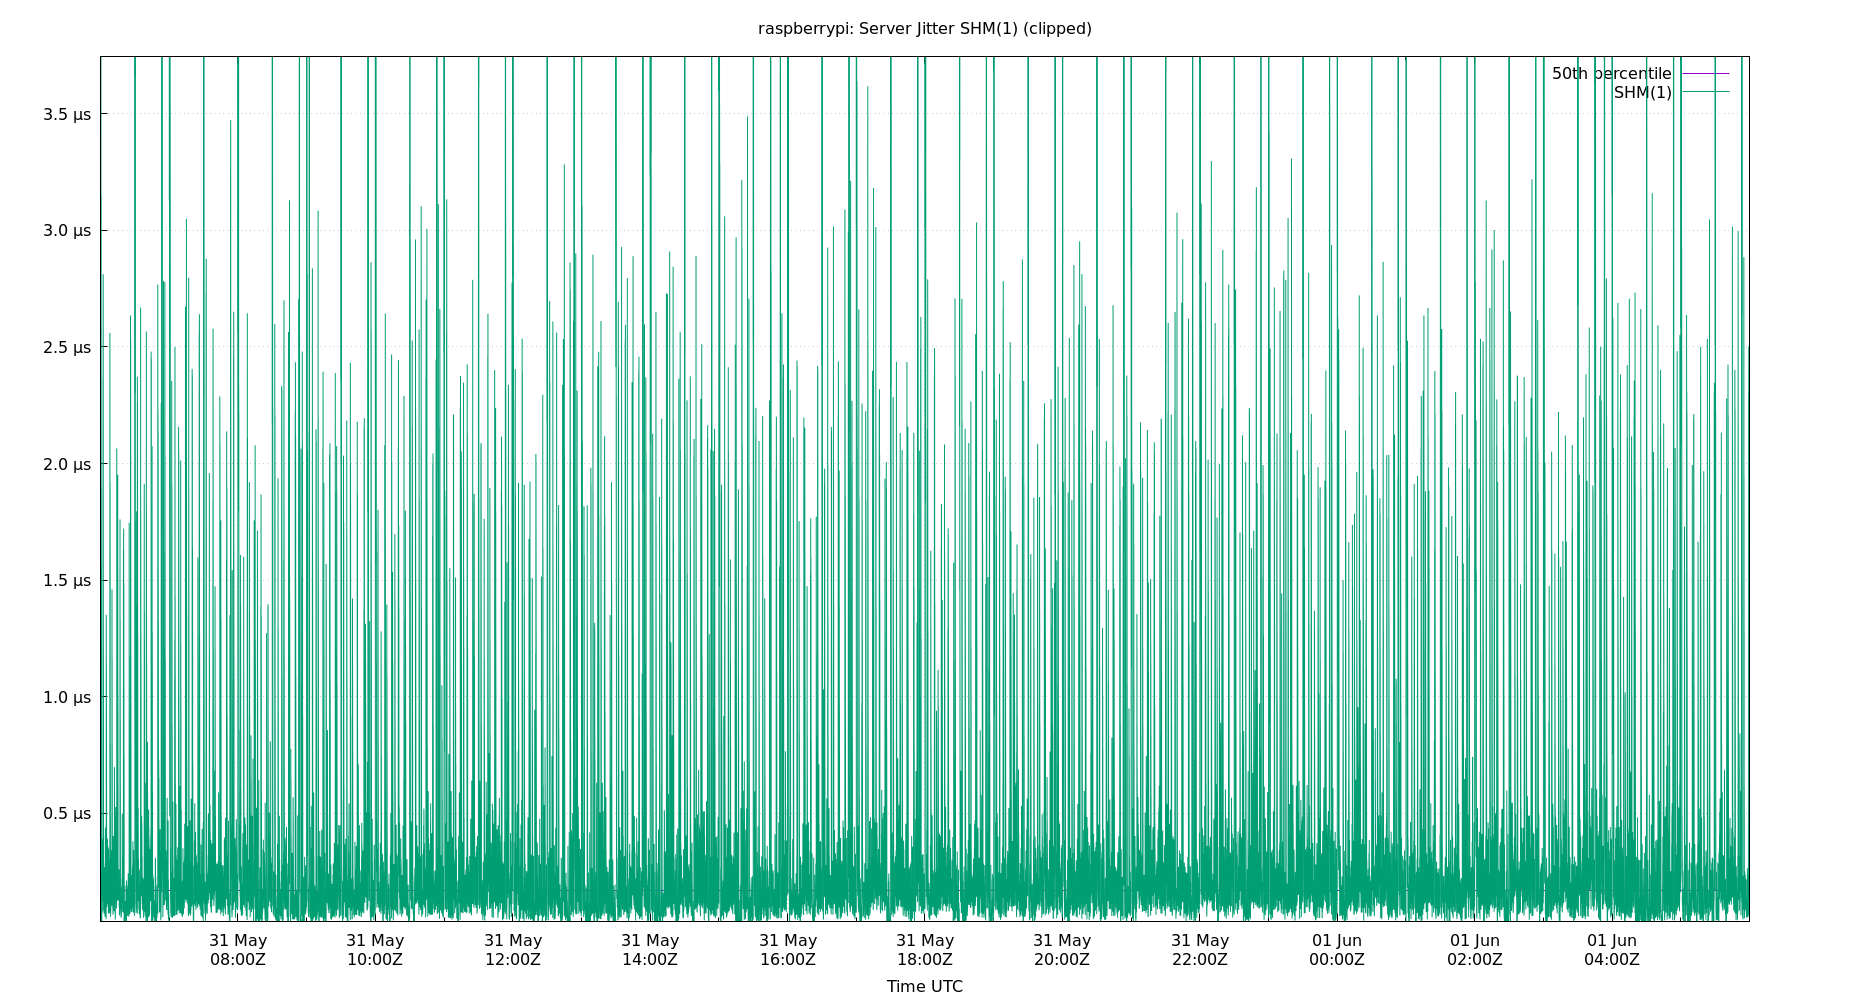 raspberrypi: Server Jitter SHM(1) (clipped)
50th percentile
SHM(1)
3.5 µs
3.0 µs
2.5 µs
2.0 µs
1.5 µs
1.0 µs
0.5 µs
31 May 31 May 31 May 31 May 31 May 31 May 31 May 31 May 01 Jun 01 Jun 01 Jun
08:00Z 10:00Z 12:00Z 14:00Z 16:00Z 18:00Z 20:00Z 22:00Z 00:00Z 02:00Z 04:00Z
Time UTC